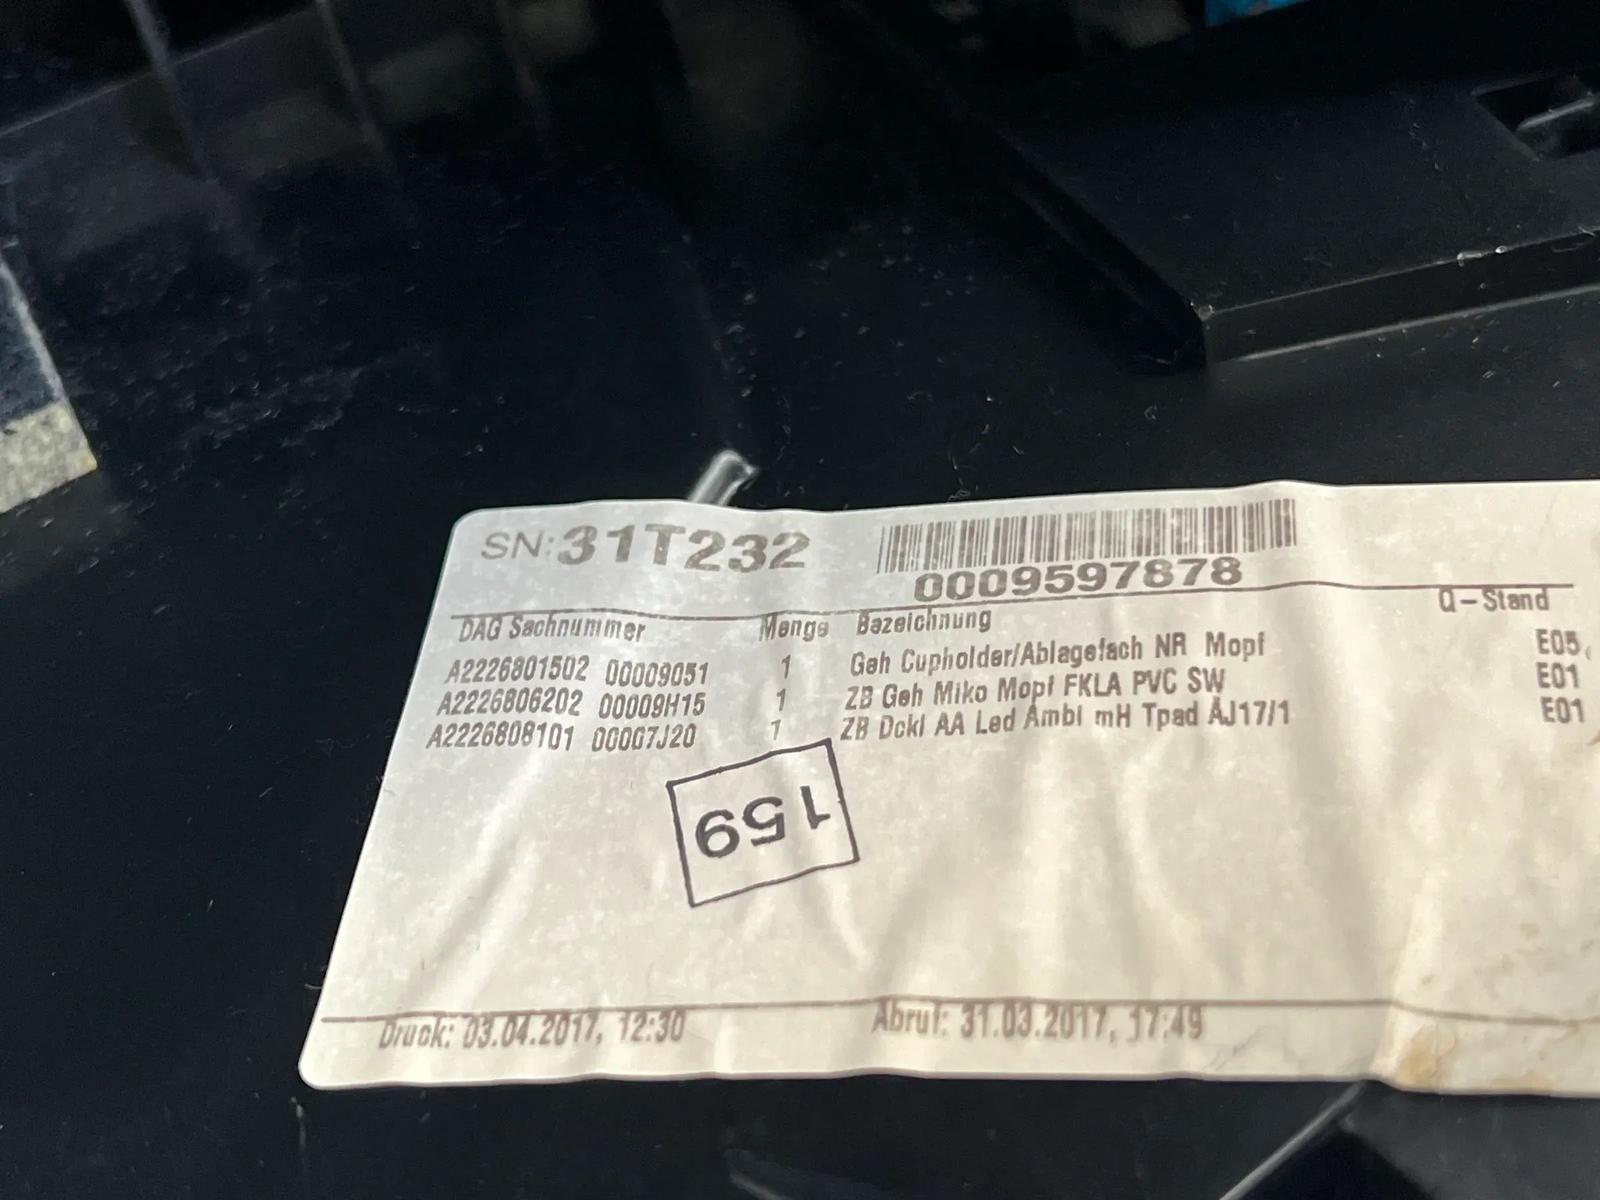 SN: 31T232
0009597878
DAG Sachnummer Menge Bezeichnung Q-Stand
A2226801502 00009051 1 Geh Cupholder/Ablagefach NR Mopf E05
A2226806202 00009H15 1 ZB Geh Miko Mopf FKLA PVC SW E01
A2226808101 00007J20 1 ZB Dckl AA Led Ambi mH Tpad ÄJ17/1 E01
159
Druck: 03.04.2017, 12:30 Abruf: 31.03.2017, 17:49